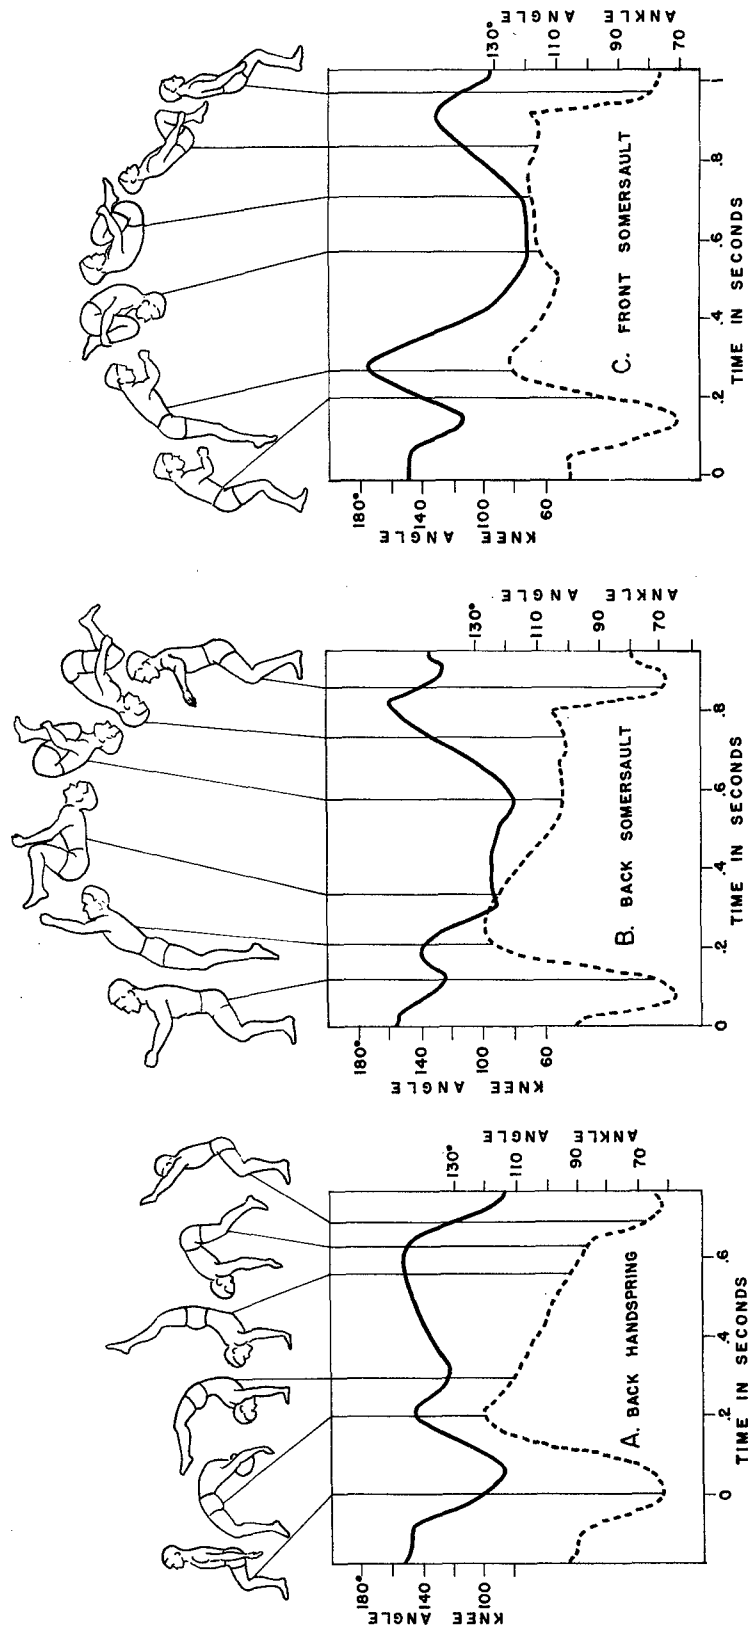 180°
140
100
KNEE ANGLE
130°
110
90
70
ANKLE ANGLE
A. BACK HANDSPRING
0 .2 .4 .6
TIME IN SECONDS
180°
140
100
60
KNEE ANGLE
130°
110
90
70
ANKLE ANGLE
B. BACK SOMERSAULT
0 .2 .4 .6 .8
TIME IN SECONDS
180°
140
100
60
KNEE ANGLE
130°
110
90
70
ANKLE ANGLE
C. FRONT SOMERSAULT
0 .2 .4 .6 .8 1
TIME IN SECONDS